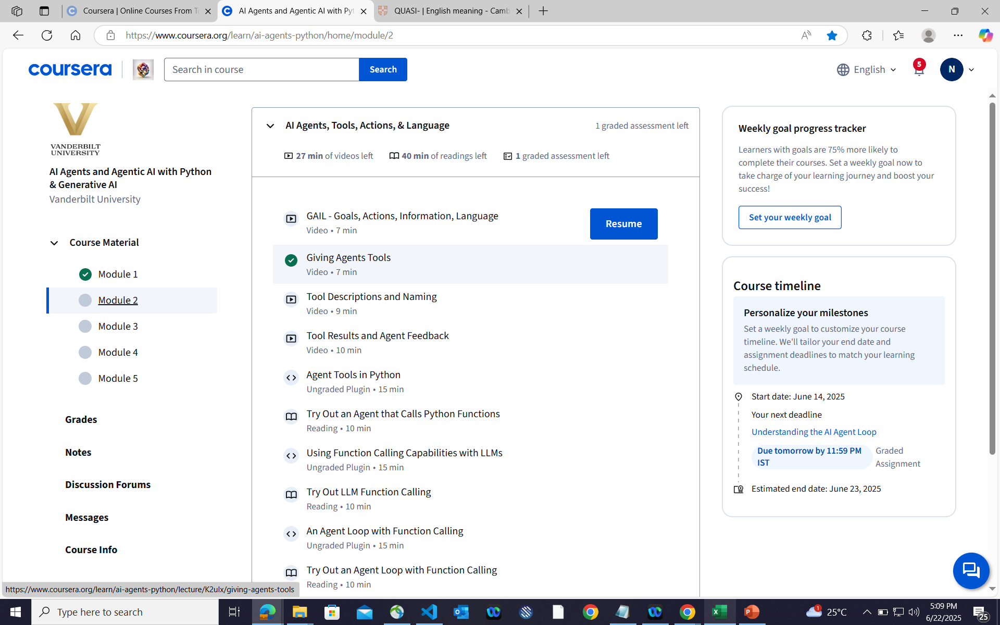 Coursera | Online Courses From T
AI Agents and Agentic AI with Pyt
QUASI- | English meaning - Camb
https://www.coursera.org/learn/ai-agents-python/home/module/2
coursera
Search in course
Search
English
5
N
VANDERBILT
UNIVERSITY
AI Agents and Agentic AI with Python
& Generative AI
Vanderbilt University
Course Material
Module 1
Module 2
Module 3
Module 4
Module 5
Grades
Notes
Discussion Forums
Messages
Course Info
AI Agents, Tools, Actions, & Language
1 graded assessment left
27 min of videos left
40 min of readings left
1 graded assessment left
GAIL - Goals, Actions, Information, Language
Video • 7 min
Resume
Giving Agents Tools
Video • 7 min
Tool Descriptions and Naming
Video • 9 min
Tool Results and Agent Feedback
Video • 10 min
Agent Tools in Python
Ungraded Plugin • 15 min
Try Out an Agent that Calls Python Functions
Reading • 10 min
Using Function Calling Capabilities with LLMs
Ungraded Plugin • 15 min
Try Out LLM Function Calling
Reading • 10 min
An Agent Loop with Function Calling
Ungraded Plugin • 15 min
Try Out an Agent Loop with Function Calling
Reading • 10 min
Weekly goal progress tracker
Learners with goals are 75% more likely to
complete their courses. Set a weekly goal now to
take charge of your learning journey and boost your
success!
Set your weekly goal
Course timeline
Personalize your milestones
Set a weekly goal to customize your course
timeline. We'll tailor your end date and
assignment deadlines to match your learning
schedule.
Start date: June 14, 2025
Your next deadline
Understanding the AI Agent Loop
Due tomorrow by 11:59 PM
IST
Graded
Assignment
Estimated end date: June 23, 2025
https://www.coursera.org/learn/ai-agents-python/lecture/K2ulx/giving-agents-tools
Type here to search
1
25°C
5:09 PM
6/22/2025
25